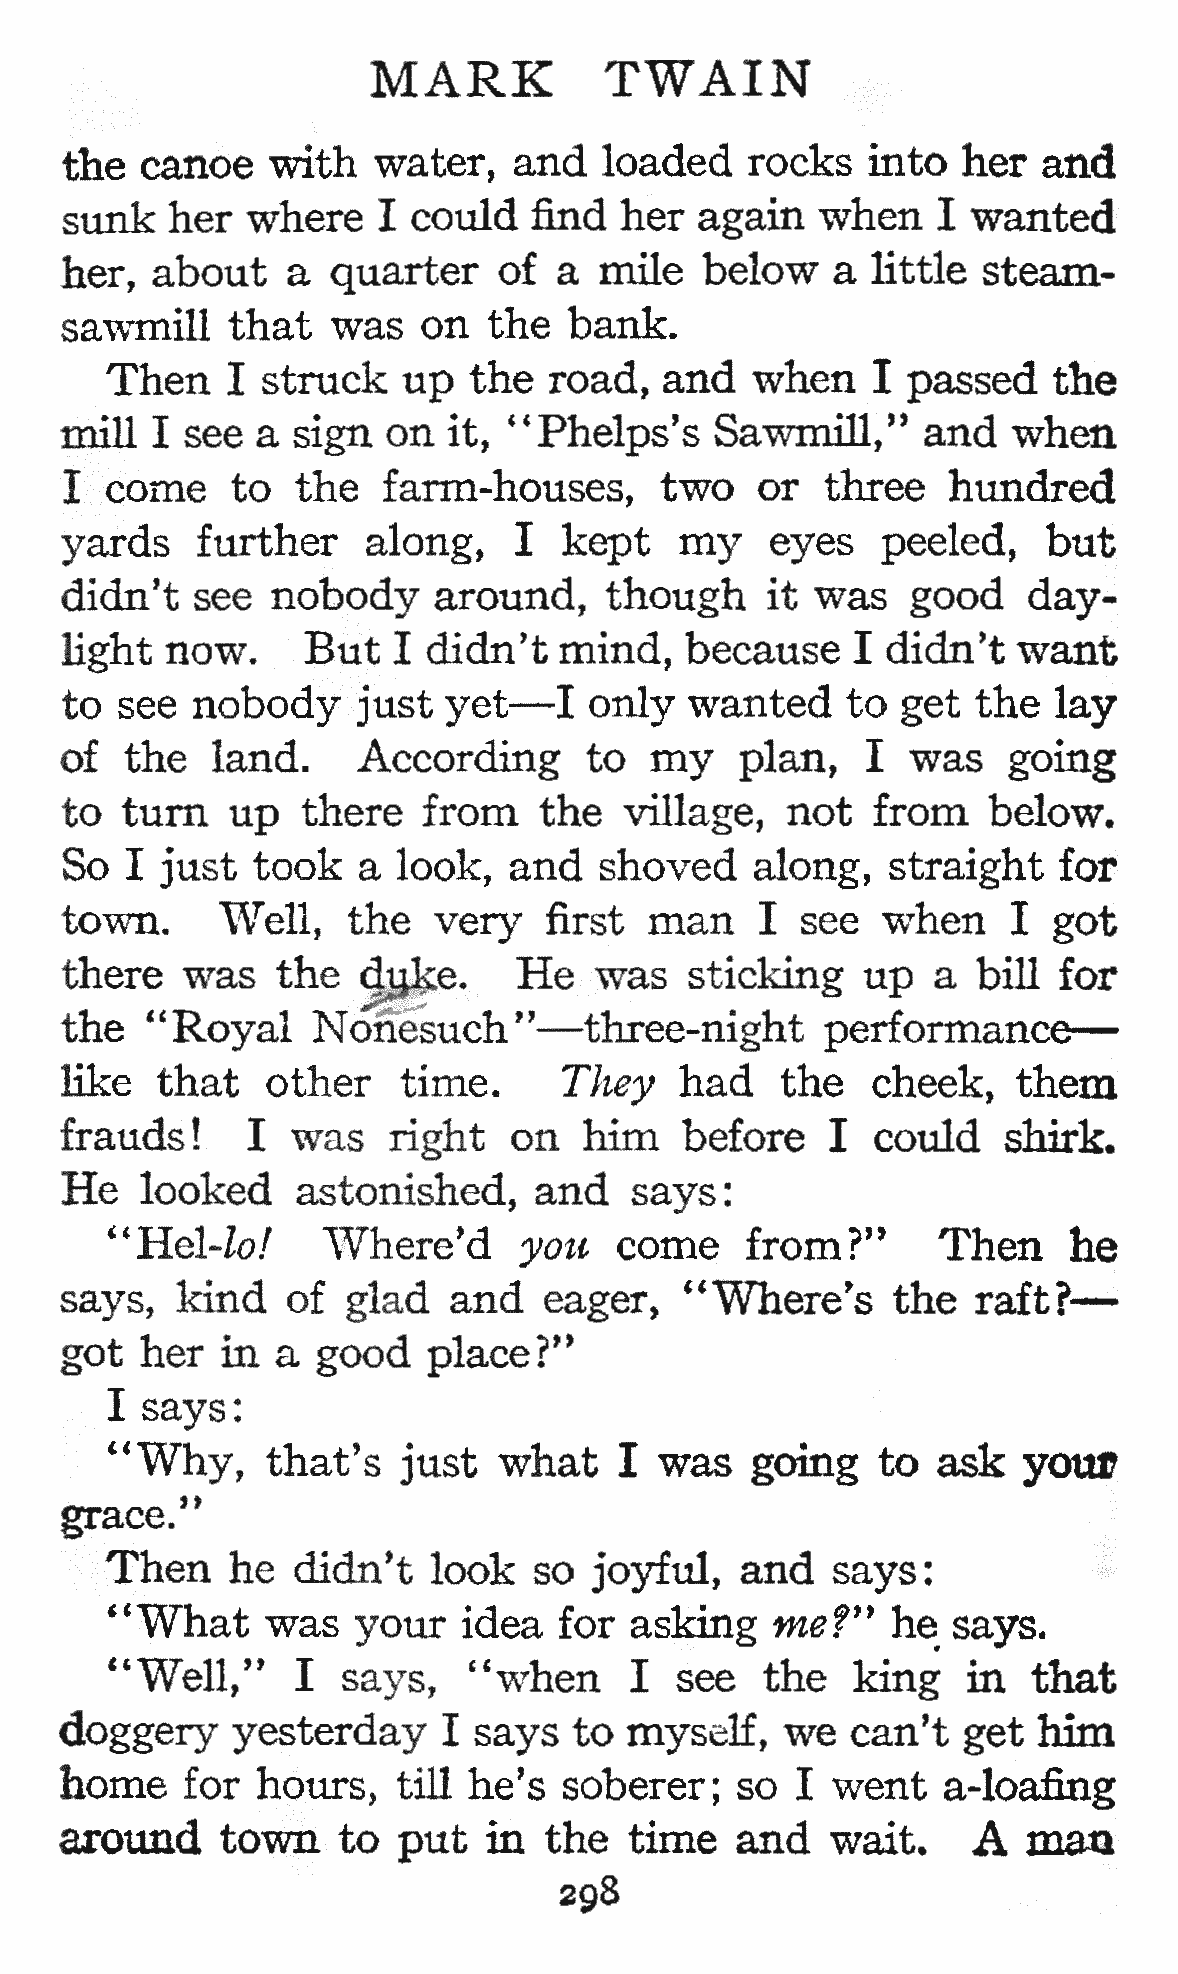 MARK TWAIN
the canoe with water, and loaded rocks into her and
sunk her where I could find her again when I wanted
her, about a quarter of a mile below a little steam-
sawmill that was on the bank.
Then I struck up the road, and when I passed the
mill I see a sign on it, "Phelps's Sawmill," and when
I come to the farm-houses, two or three hundred
yards further along, I kept my eyes peeled, but
didn't see nobody around, though it was good day-
light now. But I didn't mind, because I didn't want
to see nobody just yet—I only wanted to get the lay
of the land. According to my plan, I was going
to turn up there from the village, not from below.
So I just took a look, and shoved along, straight for
town. Well, the very first man I see when I got
there was the duke. He was sticking up a bill for
the "Royal Nonesuch"—three-night performance—
like that other time. They had the cheek, them
frauds! I was right on him before I could shirk.
He looked astonished, and says:
"Hel-lo! Where'd you come from?" Then he
says, kind of glad and eager, "Where's the raft?—
got her in a good place?"
I says:
"Why, that's just what I was going to ask your
grace."
Then he didn't look so joyful, and says:
"What was your idea for asking me?" he says.
"Well," I says, "when I see the king in that
doggery yesterday I says to myself, we can't get him
home for hours, till he's soberer; so I went a-loafing
around town to put in the time and wait. A man
298